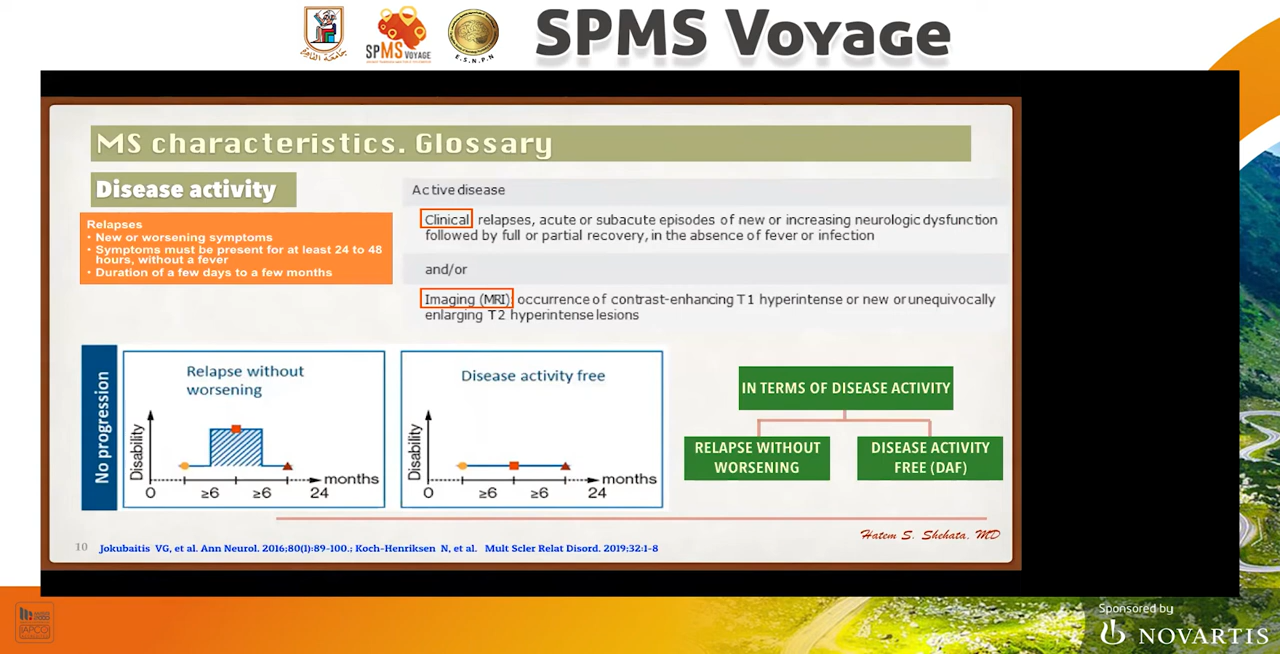 SPMS VOYAGE
E.S.N.P.N
SPMS Voyage
MS characteristics. Glossary
Disease activity
Relapses
• New or worsening symptoms
• Symptoms must be present for at least 24 to 48
hours, without a fever
• Duration of a few days to a few months
Active disease
Clinical relapses, acute or subacute episodes of new or increasing neurologic dysfunction
followed by full or partial recovery, in the absence of fever or infection
and/or
Imaging (MRI): occurrence of contrast-enhancing T1 hyperintense or new or unequivocally
enlarging T2 hyperintense lesions
No progression
Relapse without
worsening
Disability
months
0 ≥6 ≥6 24
Disease activity free
Disability
months
0 ≥6 ≥6 24
IN TERMS OF DISEASE ACTIVITY
RELAPSE WITHOUT
WORSENING
DISEASE ACTIVITY
FREE (DAF)
Hatem S. Shehata, MD
10 Jokubaitis VG, et al. Ann Neurol. 2016;80(1):89-100.; Koch-Henriksen N, et al. Mult Scler Relat Disord. 2019;32:1-8
Sponsored by
NOVARTIS